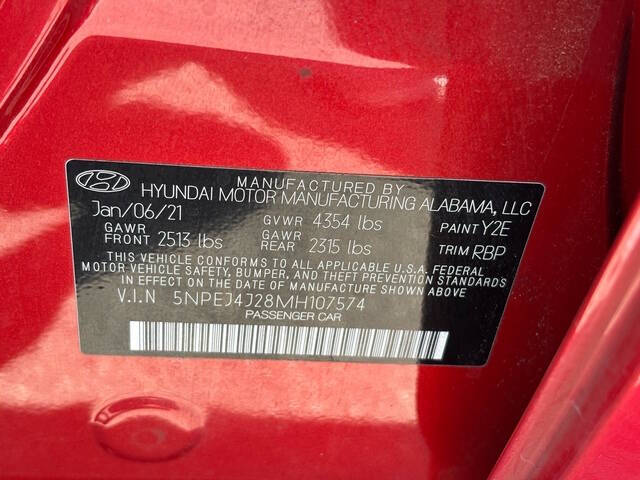 MANUFACTURED BY
HYUNDAI MOTOR MANUFACTURING ALABAMA, LLC
Jan/06/21 GVWR 4354 lbs PAINT Y2E
GAWR FRONT 2513 lbs GAWR REAR 2315 lbs TRIM RBP
THIS VEHICLE CONFORMS TO ALL APPLICABLE U.S.A. FEDERAL
MOTOR VEHICLE SAFETY, BUMPER, AND THEFT PREVENTION STANDARDS
IN EFFECT ON THE DATE OF MANUFACTURE SHOWN ABOVE.
V.I.N 5NPEJ4J28MH107574
PASSENGER CAR